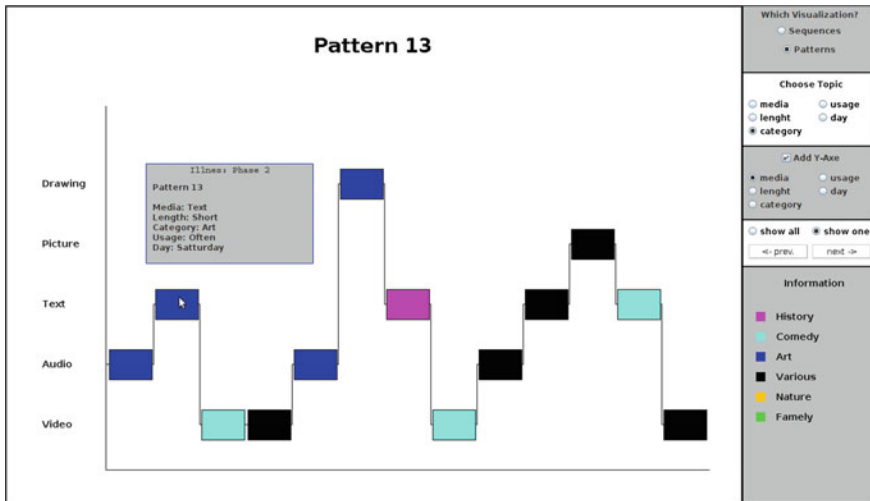 Pattern 13
Drawing
Picture
Text
Audio
Video
Illnes: Phase 2
Pattern 13
Media: Text
Length: Short
Category: Art
Usage: Often
Day: Satturday
Which Visualization?
Sequences
Patterns
Choose Topic
media usage
lenght day
category
Add Y-Axe
media usage
lenght day
category
show all show one
<- prev. next ->
Information
History
Comedy
Art
Various
Nature
Famely